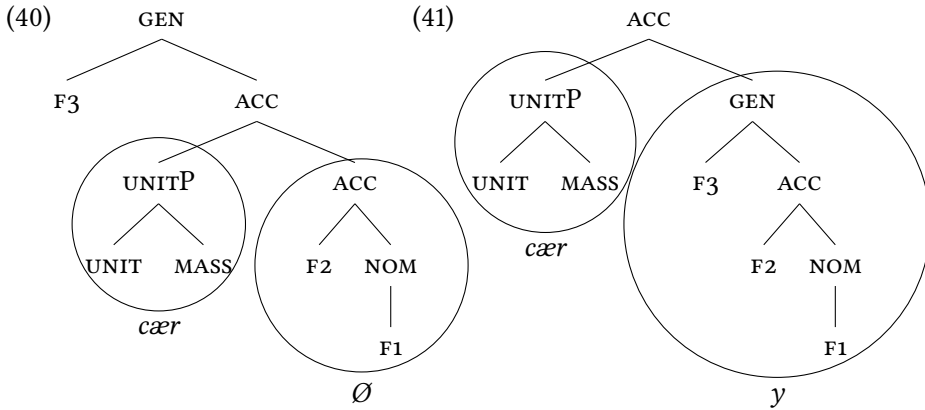 (40) GEN (41) ACC
F3 ACC UNITP GEN
UNITP ACC UNIT MASS F3 ACC
UNIT MASS F2 NOM cær F2 NOM
cær F1 F1
Ø y